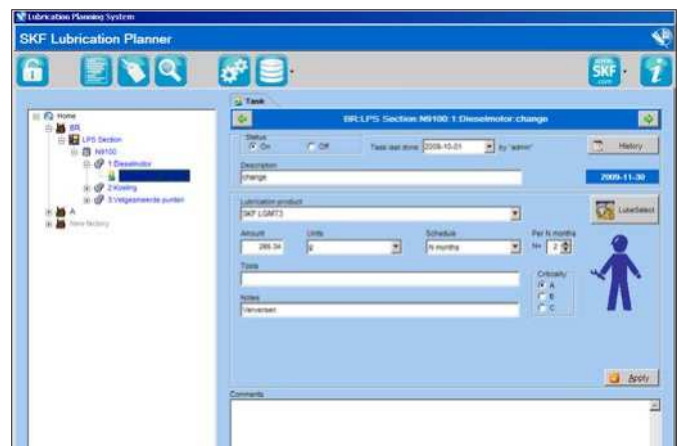 Lubrication Planning System
SKF Lubrication Planner
SKF
.com
Task
Home
BR
LPS Section
N9100
1:Dieselmotor
2:Koeling
3:Vetgesmeerde punten
A
New factory
BR:LPS Section:N9100:1:Dieselmotor:change
Status
On
Off
Task last done
2009-10-01
by "admin"
History
Description
change
2009-11-30
Lubrication product
SKF LGMT3
LubeSelect
Amount
Units
Schedule
Per N months
g
N months
N=
2
Tools
Criticality
A
B
C
Notes
Verversen
Apply
Comments